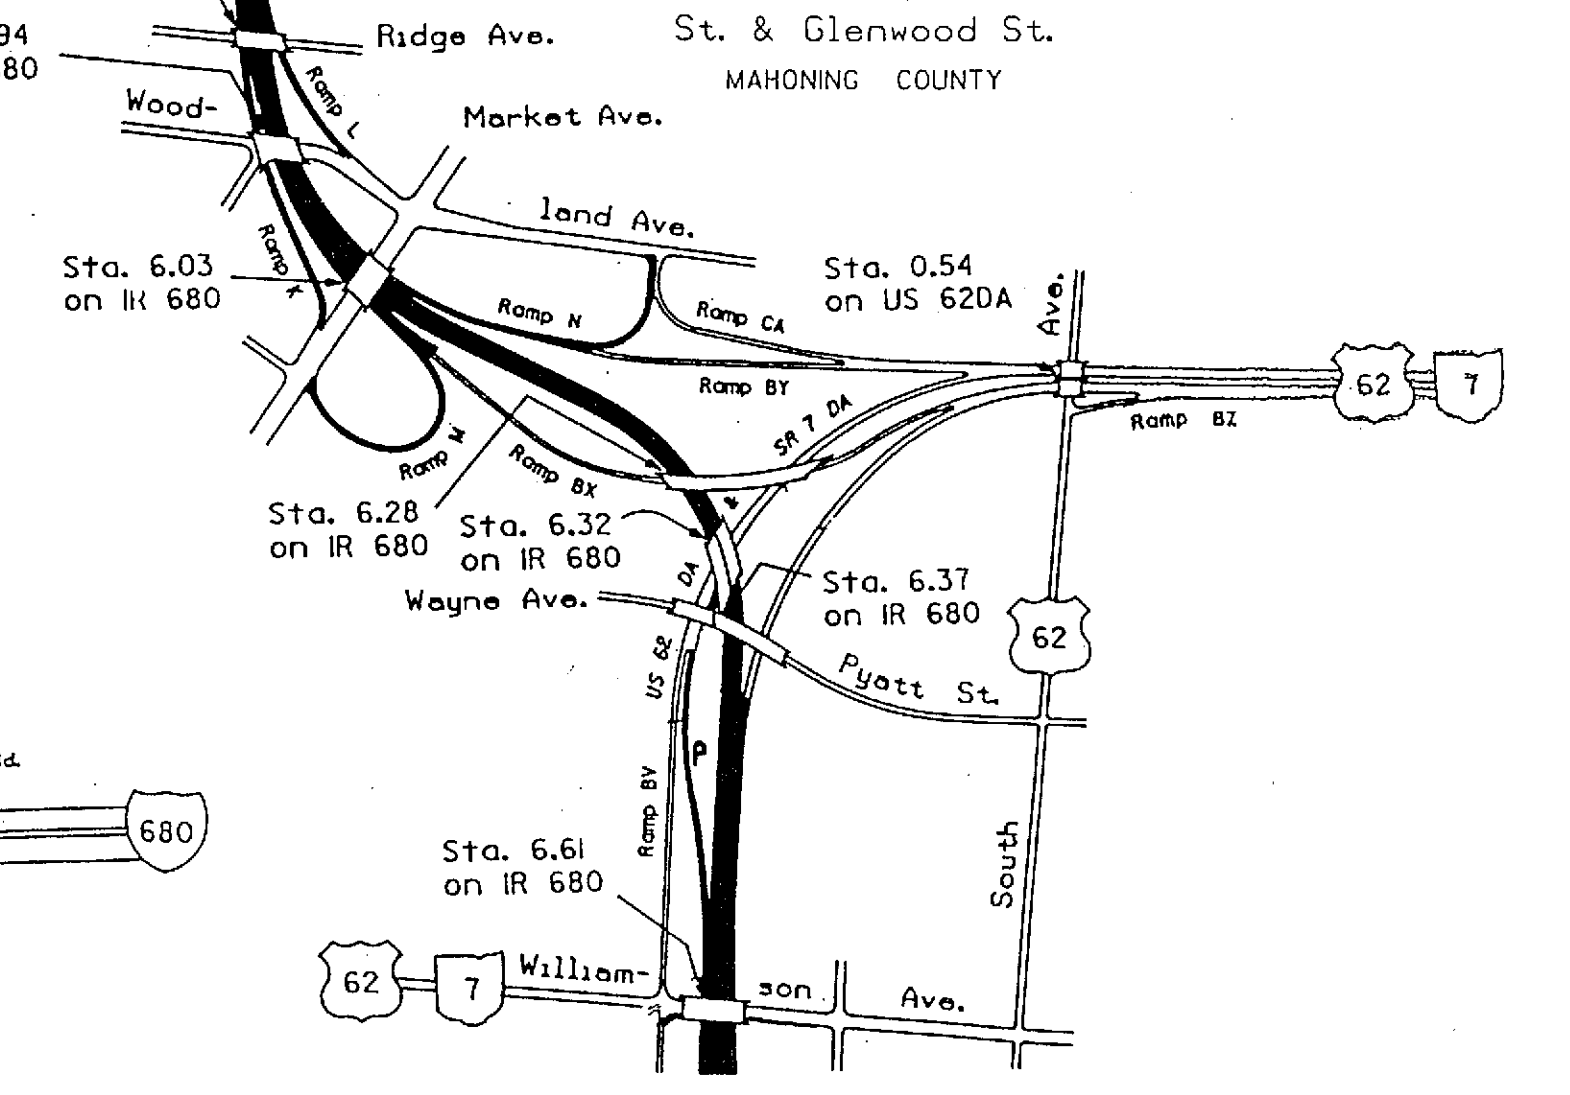 94
80
Ridge Ave.
St. & Glenwood St.
MAHONING COUNTY
Ramp L
Wood-
Market Ave.
land Ave.
Ramp K
Sta. 6.03
on IR 680
Ramp N
Ramp CA
Sta. 0.54
on US 62DA
Ave.
Ramp BY
62
7
Ramp BZ
SR 7 DA
Ramp M
Ramp BX
&
Sta. 6.28
on IR 680
Sta. 6.32
on IR 680
DA
Sta. 6.37
on IR 680
Wayne Ave.
62
US 62
Pyatt St.
P
Ramp BV
680
South
Sta. 6.61
on IR 680
62
7
William-
son
Ave.